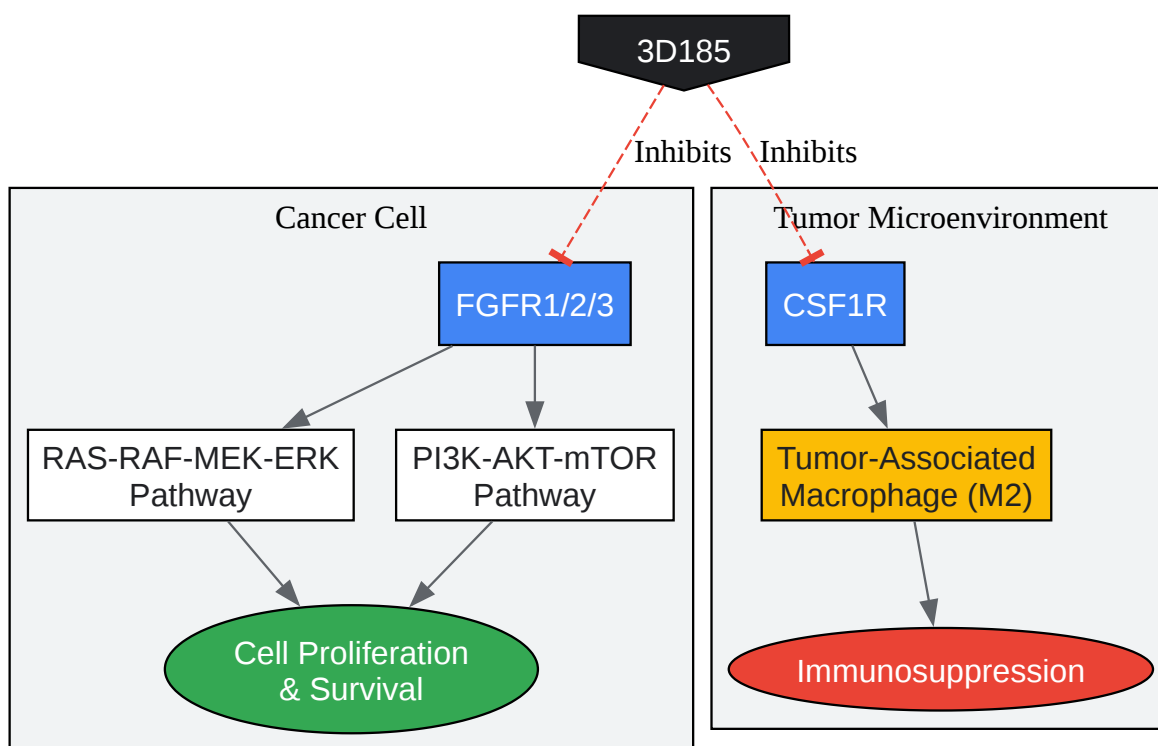 3D185
Inhibits
Inhibits
Cancer Cell
Tumor Microenvironment
FGFR1/2/3
CSF1R
RAS-RAF-MEK-ERK
Pathway
PI3K-AKT-mTOR
Pathway
Tumor-Associated
Macrophage (M2)
Cell Proliferation
& Survival
Immunosuppression